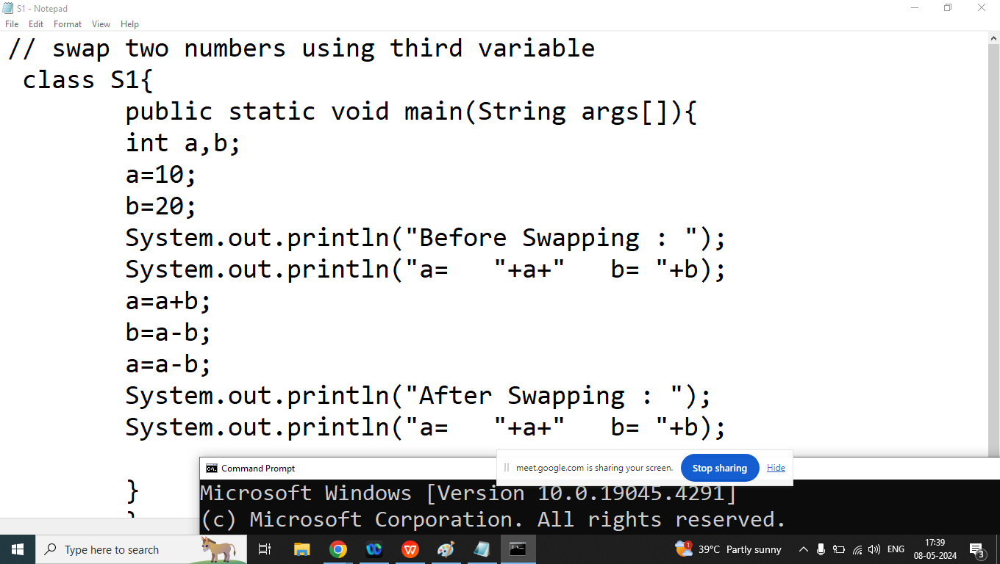 S1 - Notepad
File Edit Format View Help
// swap two numbers using third variable
class S1{
public static void main(String args[]){
int a,b;
a=10;
b=20;
System.out.println("Before Swapping : ");
System.out.println("a=   "+a+"   b= "+b);
a=a+b;
b=a-b;
a=a-b;
System.out.println("After Swapping : ");
System.out.println("a=   "+a+"   b= "+b);
}
Command Prompt
meet.google.com is sharing your screen. Stop sharing Hide
Microsoft Windows [Version 10.0.19045.4291]
(c) Microsoft Corporation. All rights reserved.
Type here to search
1
39°C Partly sunny
ENG
17:39
08-05-2024
3